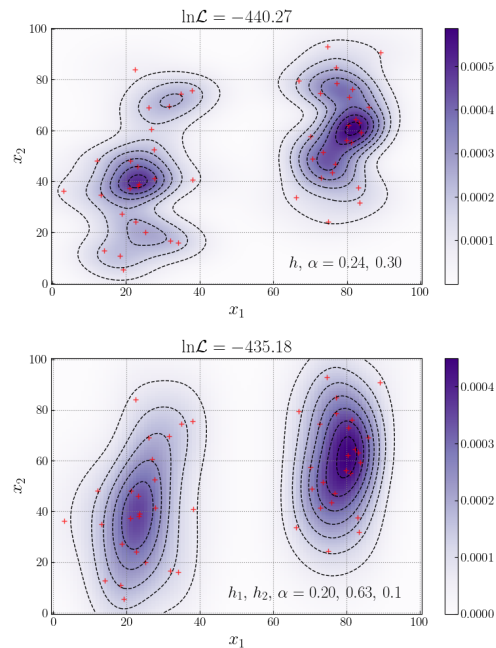 ln𝓛 = −440.27
100
80
60
40
20
0
x₂
0 20 40 60 80 100
x₁
h, α = 0.24, 0.30
0.0005
0.0004
0.0003
0.0002
0.0001
ln𝓛 = −435.18
100
80
60
40
20
0
x₂
0 20 40 60 80 100
x₁
h₁, h₂, α = 0.20, 0.63, 0.1
0.0004
0.0003
0.0002
0.0001
0.0000